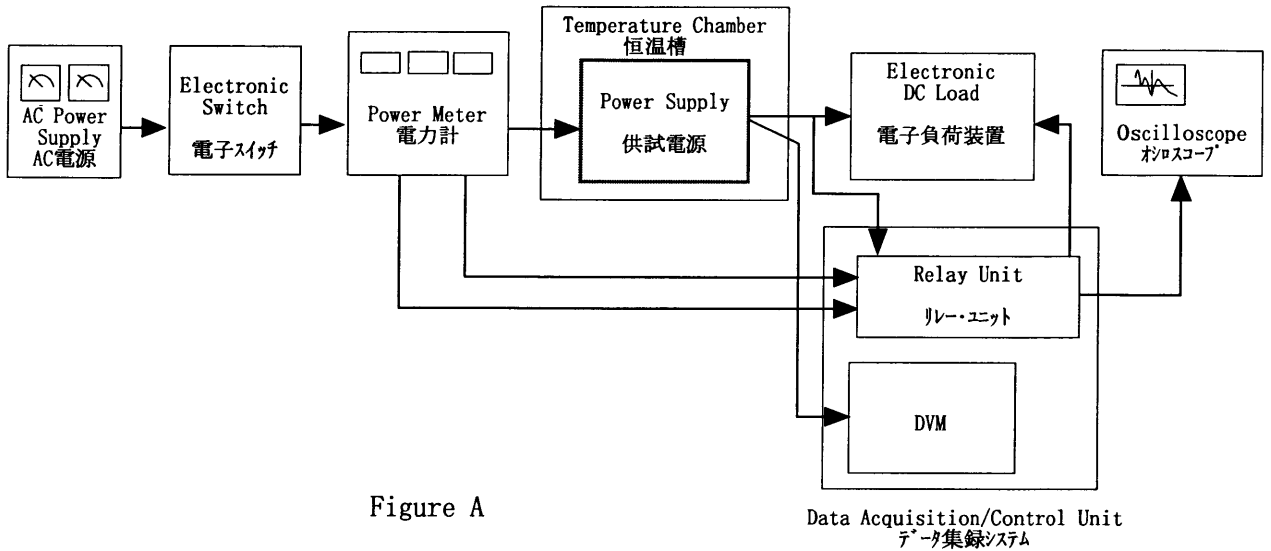 AC Power
Supply
AC電源
Electronic
Switch
電子スイッチ
Power Meter
電力計
Temperature Chamber
恒温槽
Power Supply
供試電源
Electronic
DC Load
電子負荷装置
Oscilloscope
オシロスコープ
Relay Unit
リレー・ユニット
DVM
Figure A
Data Acquisition/Control Unit
データ集録システム